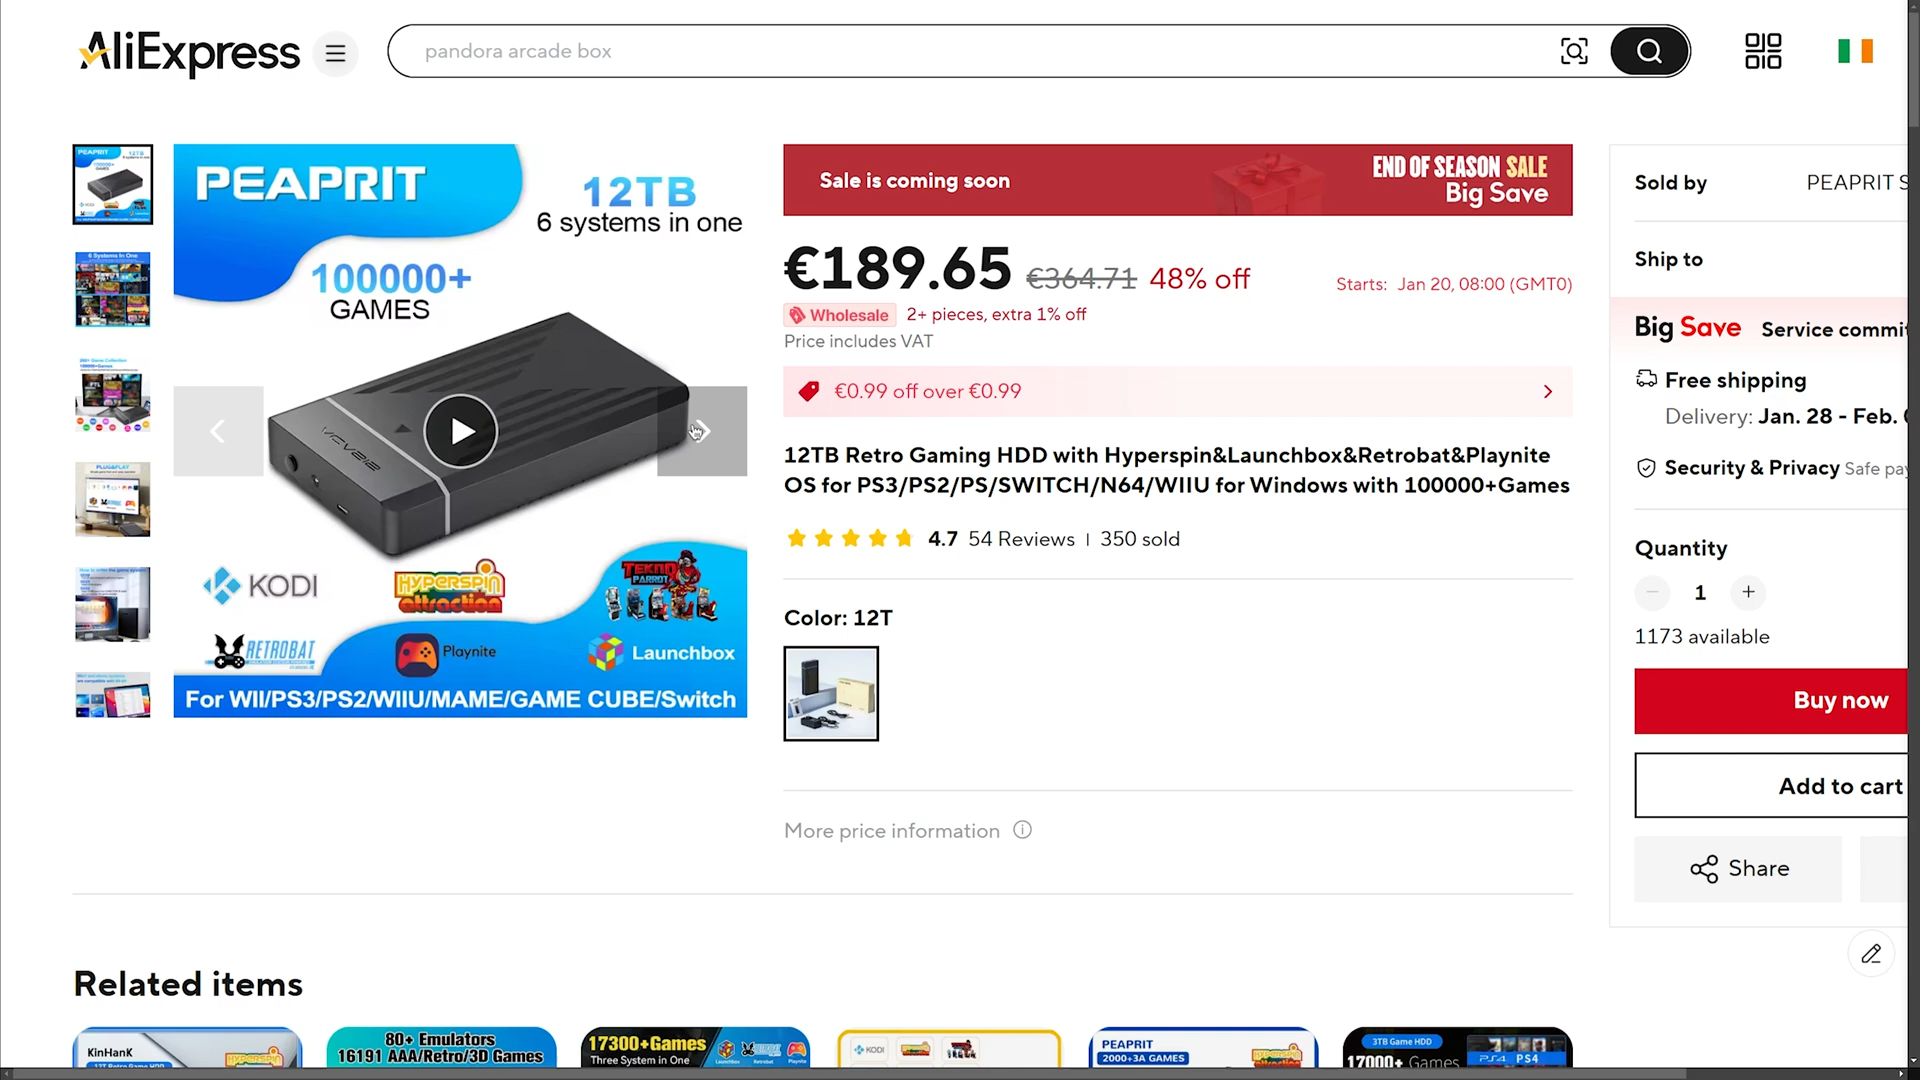 AliExpress
pandora arcade box
PEAPRIT
12TB
6 systems in one
100000+
GAMES
KODI
HYPERSPIN
attraction
TEKNO
PARROT
RETROBAT
Playnite
Launchbox
For WII/PS3/PS2/WIIU/MAME/GAME CUBE/Switch
Sale is coming soon
END OF SEASON SALE
Big Save
€189.65 €364.71 48% off
Starts: Jan 20, 08:00 (GMT0)
Wholesale 2+ pieces, extra 1% off
Price includes VAT
€0.99 off over €0.99
12TB Retro Gaming HDD with Hyperspin&Launchbox&Retrobat&Playnite
OS for PS3/PS2/PS/SWITCH/N64/WIIU for Windows with 100000+Games
4.7 54 Reviews | 350 sold
Color: 12T
More price information
Sold by PEAPRIT S
Ship to
Big Save Service commit
Free shipping
Delivery: Jan. 28 - Feb.
Security & Privacy Safe pay
Quantity
1
1173 available
Buy now
Add to cart
Share
Related items
KinHanK
80+ Emulators
16191 AAA/Retro/3D Games
17300+Games
Three System in One
KODI
PEAPRIT
2000+3A GAMES
3TB Game HDD
17000+ Games
PS4